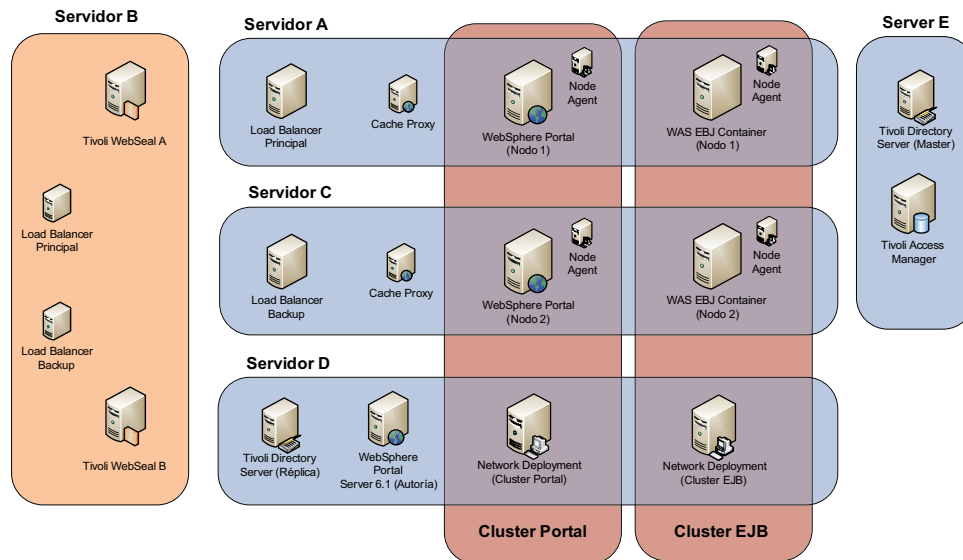 Servidor B
Tivoli WebSeal A
Load Balancer
Principal
Load Balancer
Backup
Tivoli WebSeal B
Servidor A
Load Balancer
Principal
Cache Proxy
WebSphere Portal
(Nodo 1)
Node
Agent
WAS EBJ Container
(Nodo 1)
Node
Agent
Servidor C
Load Balancer
Backup
Cache Proxy
WebSphere Portal
(Nodo 2)
Node
Agent
WAS EBJ Container
(Nodo 2)
Node
Agent
Servidor D
Tivoli Directory
Server (Réplica)
WebSphere
Portal
Server 6.1 (Autoría)
Network Deployment
(Cluster Portal)
Network Deployment
(Cluster EJB)
Cluster Portal
Cluster EJB
Server E
Tivoli Directory
Server (Master)
Tivoli Access
Manager